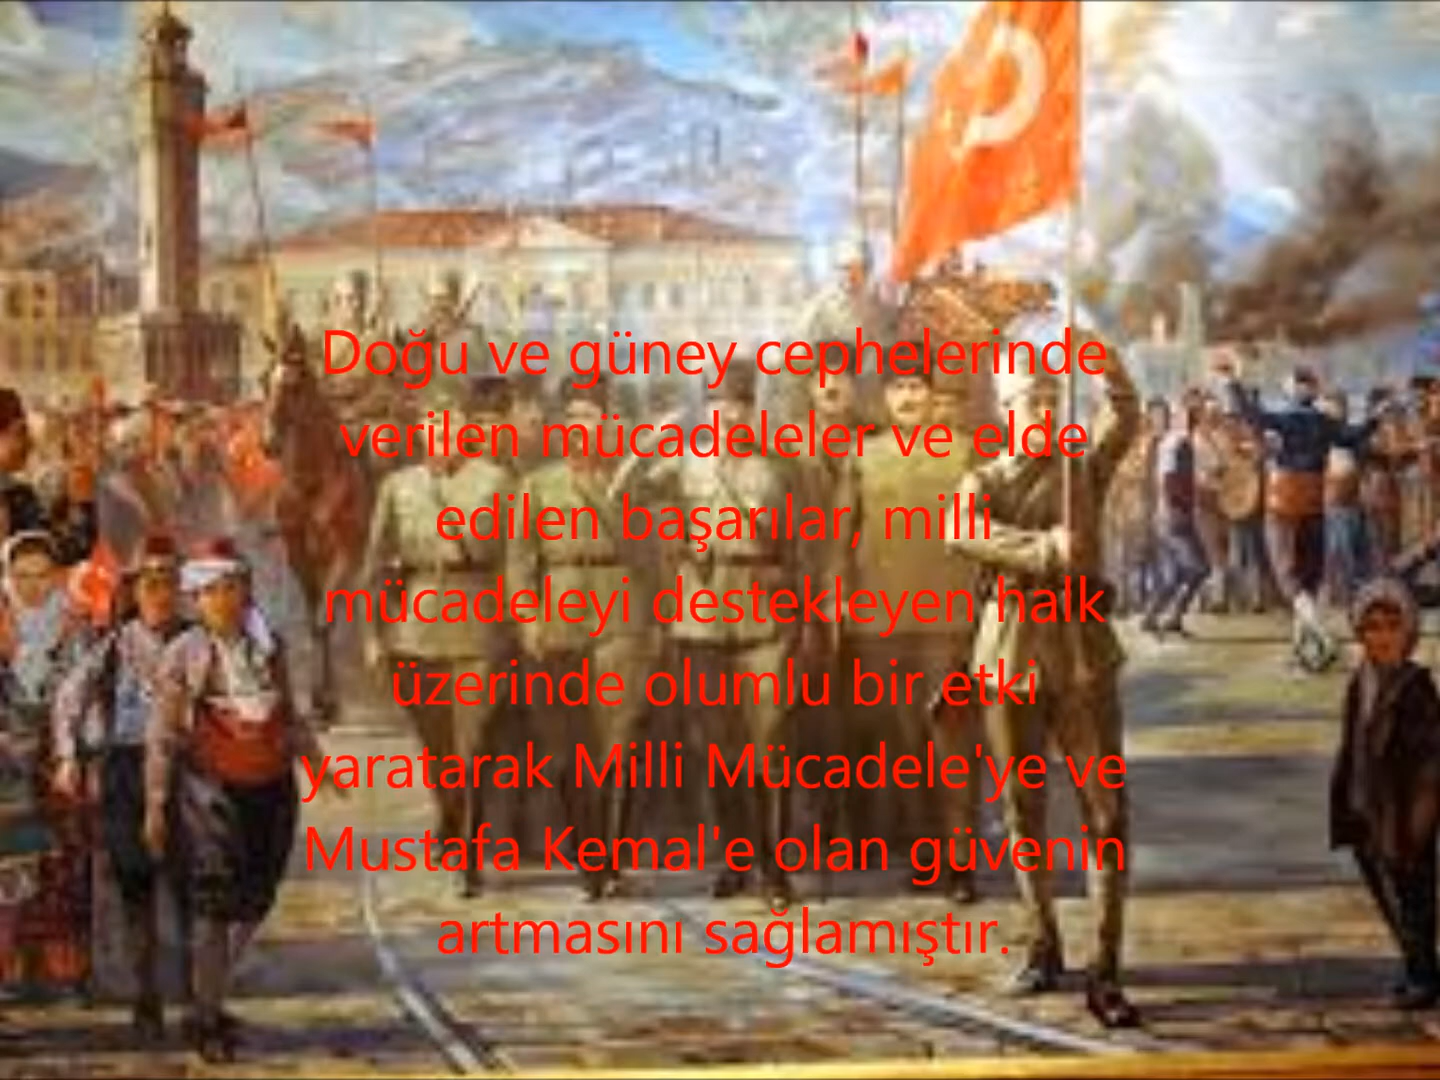 Doğu ve güney cephelerinde
verilen mücadeleler ve elde
edilen başarılar, milli
mücadeleyi destekleyen halk
üzerinde olumlu bir etki
yaratarak Milli Mücadele'ye ve
Mustafa Kemal'e olan güvenin
artmasını sağlamıştır.